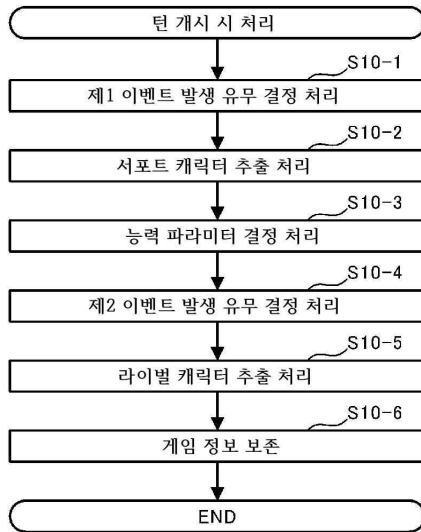 턴 개시 시 처리
S10-1
제1 이벤트 발생 유무 결정 처리
S10-2
서포트 캐릭터 추출 처리
S10-3
능력 파라미터 결정 처리
S10-4
제2 이벤트 발생 유무 결정 처리
S10-5
라이벌 캐릭터 추출 처리
S10-6
게임 정보 보존
END